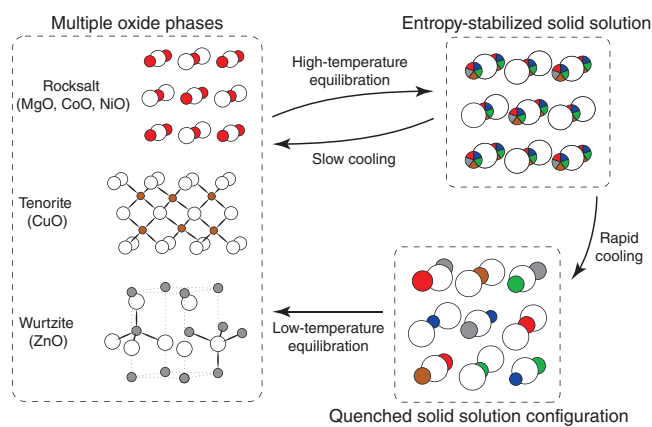 Multiple oxide phases
Rocksalt
(MgO, CoO, NiO)
Tenorite
(CuO)
Wurtzite
(ZnO)
High-temperature
equilibration
Slow cooling
Entropy-stabilized solid solution
Rapid
cooling
Low-temperature
equilibration
Quenched solid solution configuration